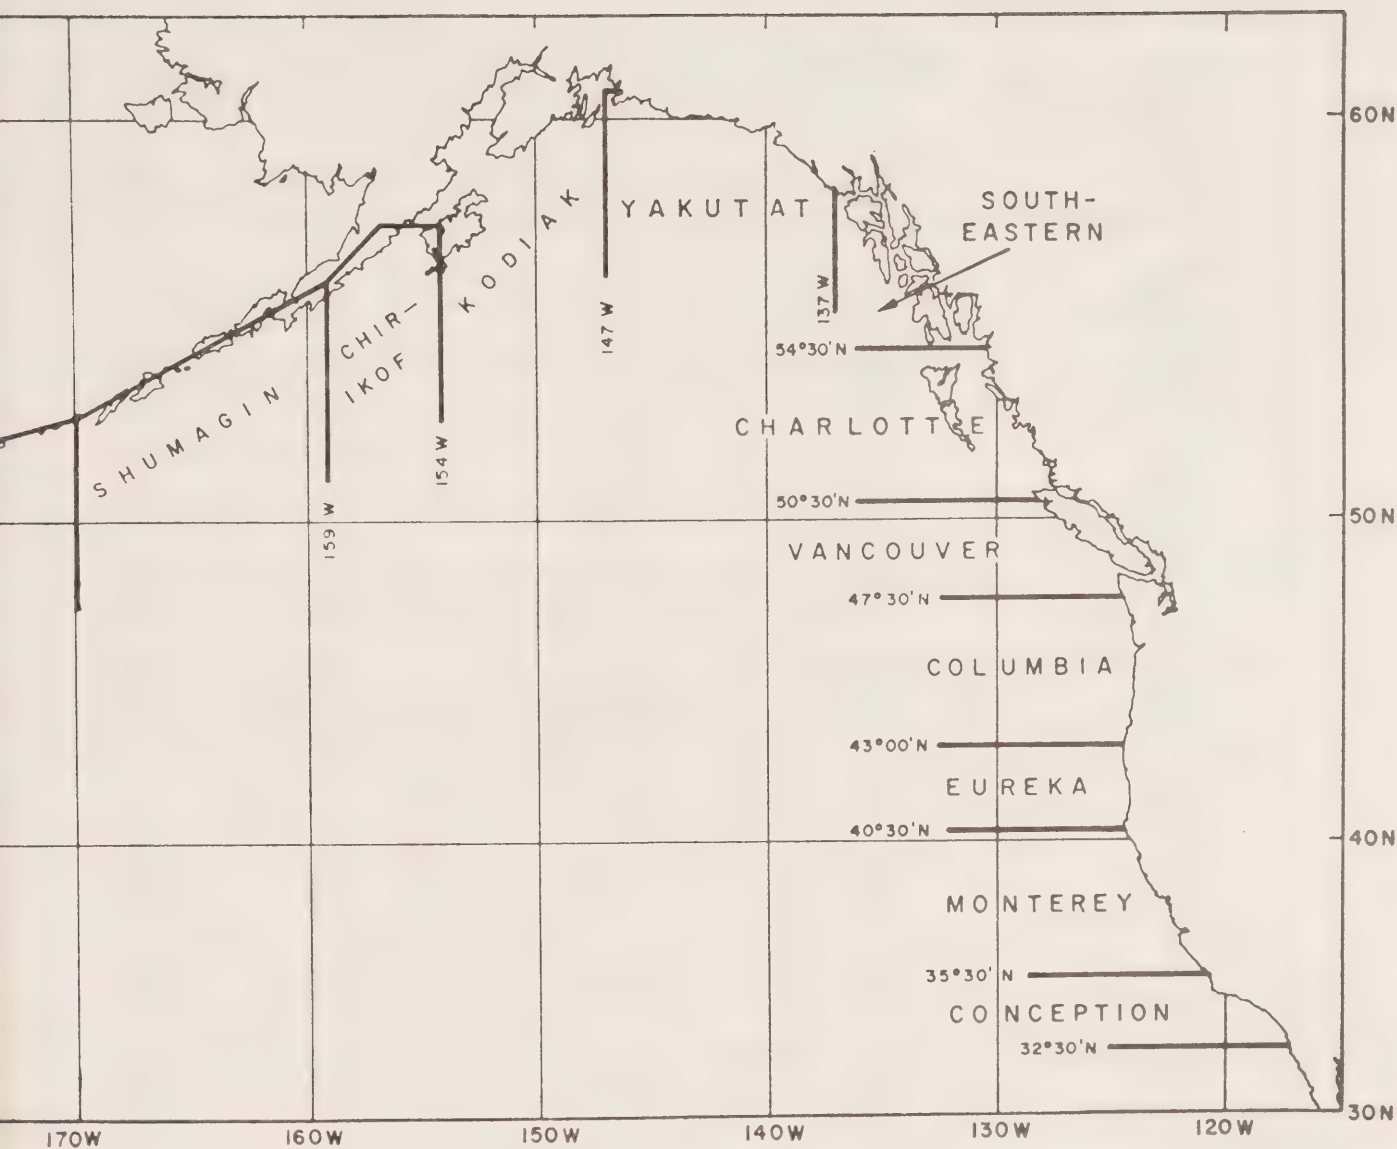 60N
YAKUTAT
SOUTH-
EASTERN
KODIAK
147 W
137 W
CHIR-
IKOF
54°30'N
SHUMAGIN
CHARLOTTE
154 W
159 W
50°30'N
50N
VANCOUVER
47°30'N
COLUMBIA
43°00'N
EUREKA
40°30'N
40N
MONTEREY
35°30'N
CONCEPTION
32°30'N
30N
170W
160W
150W
140W
130W
120W